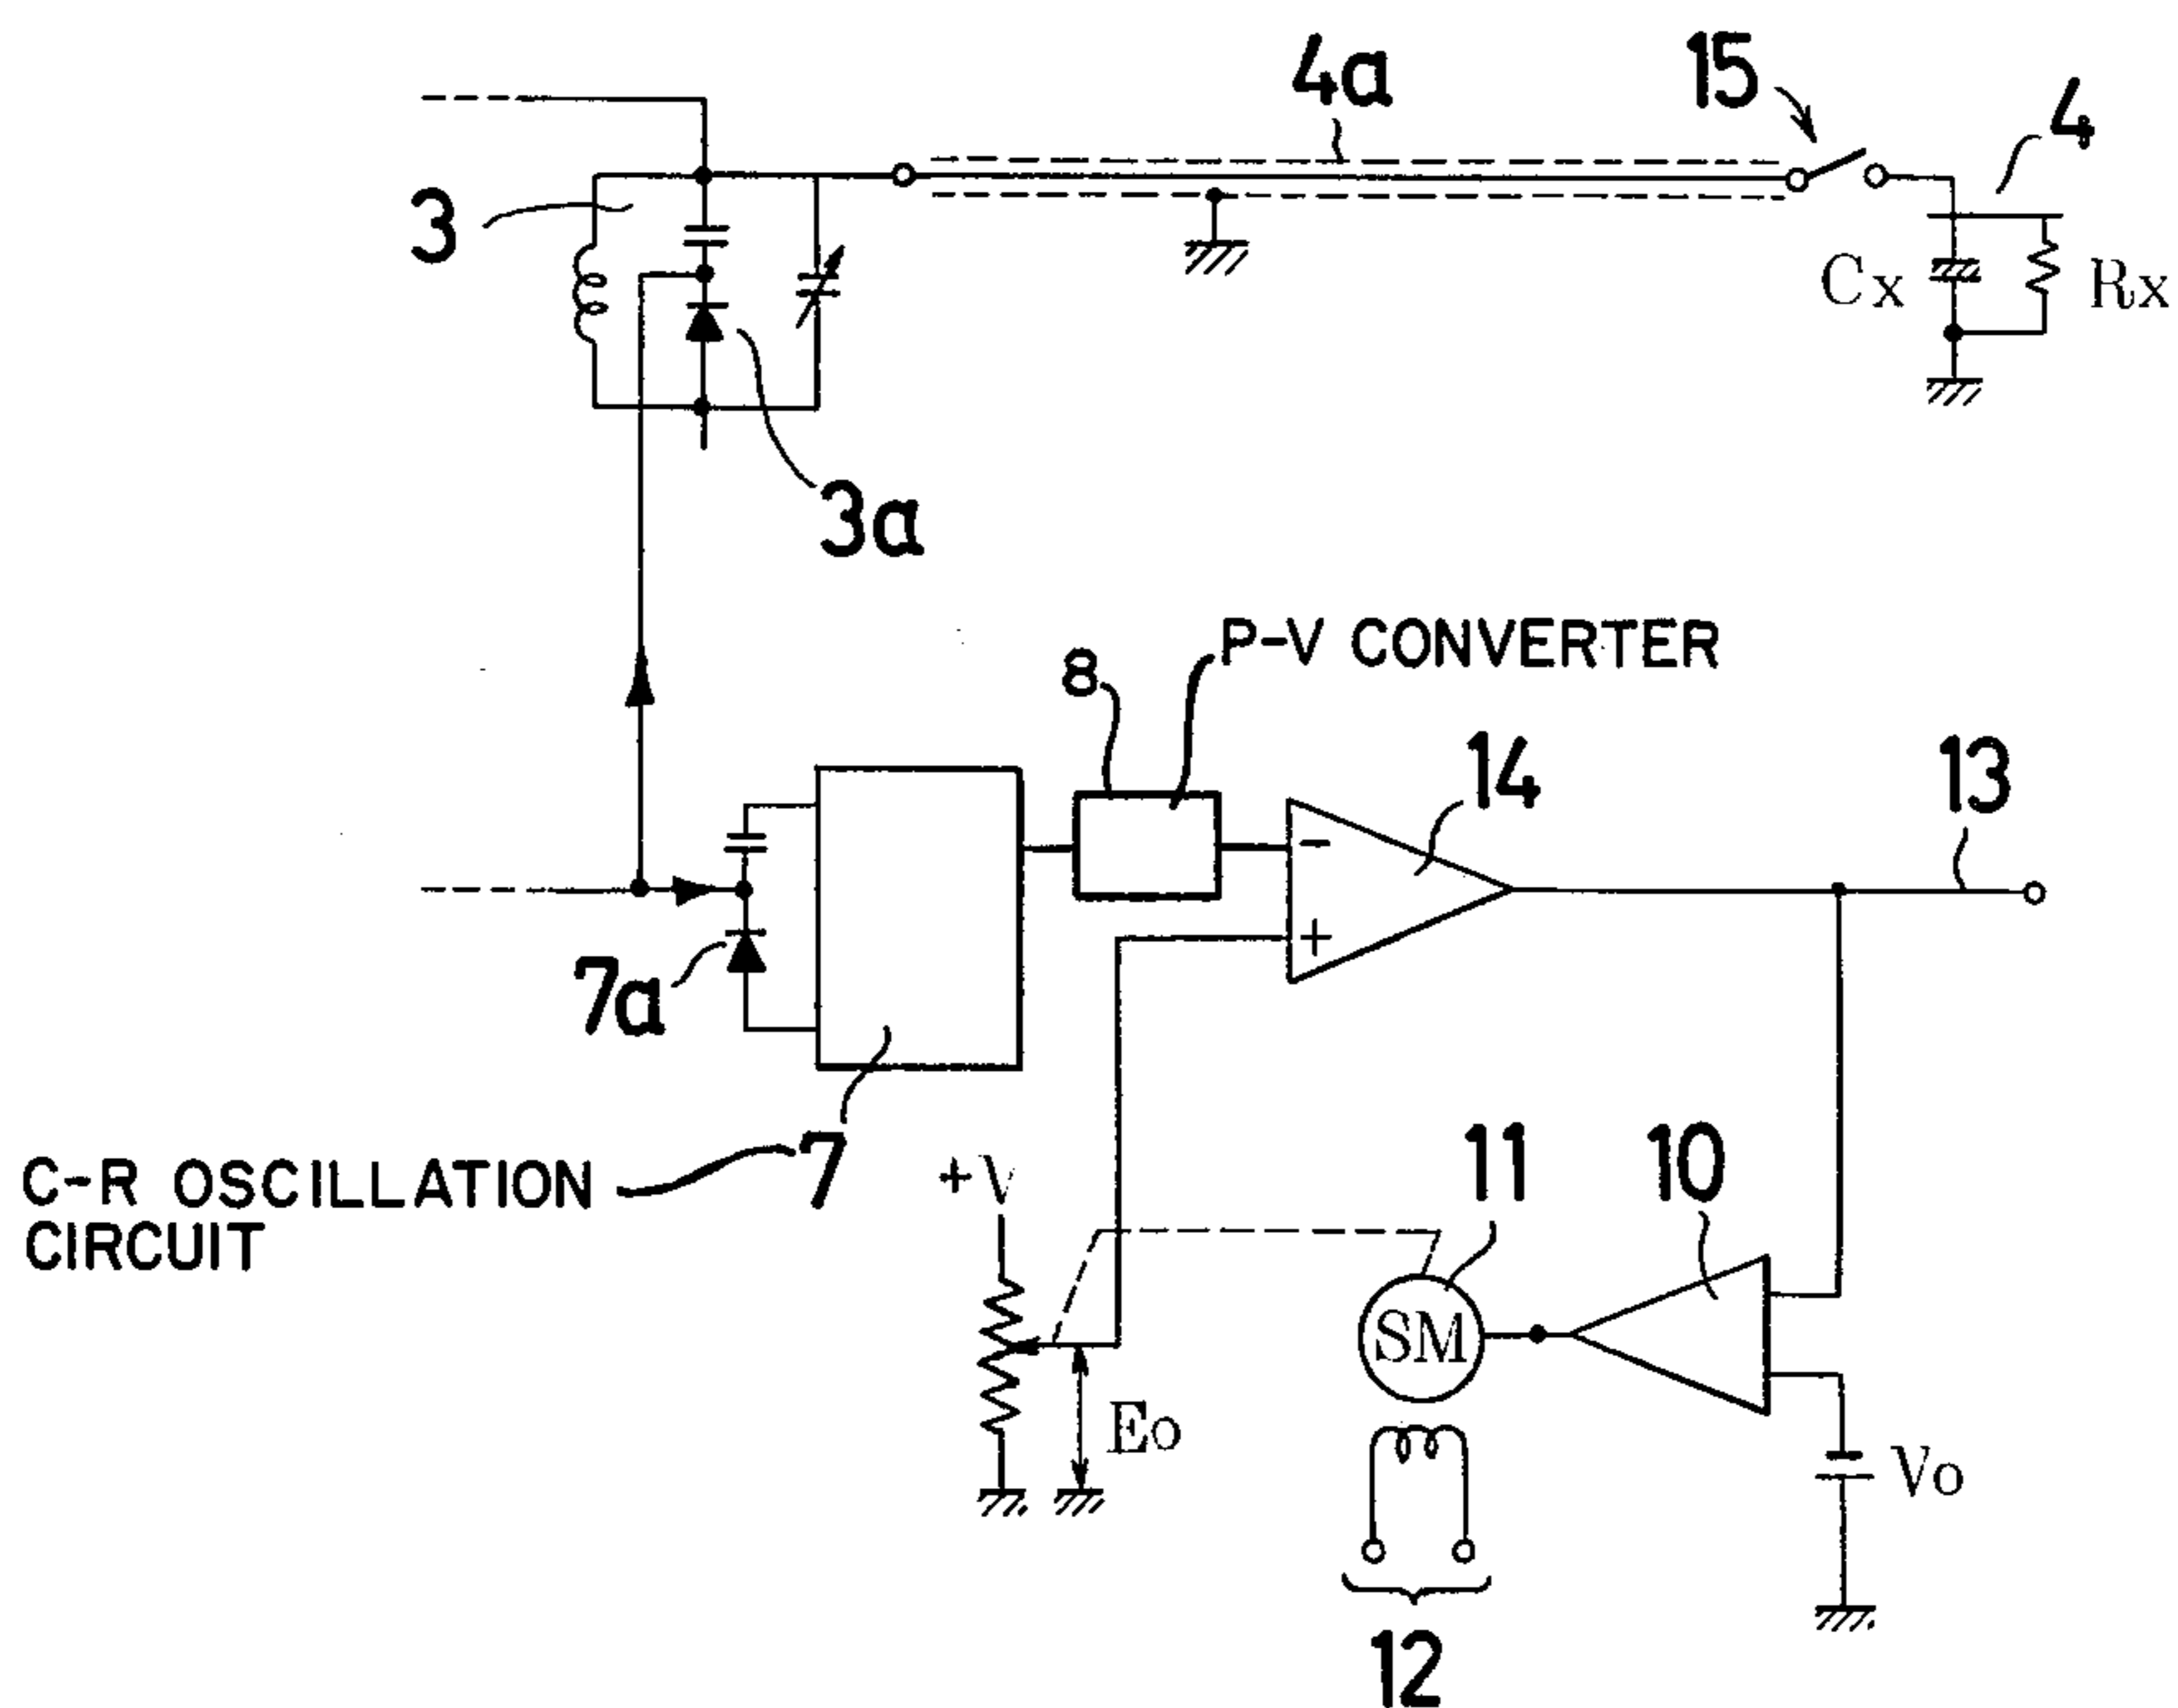 4a
15
4
3
Cx
Rx
3a
P-V CONVERTER
8
14
13
-
+
7a
C-R OSCILLATION
CIRCUIT
7
+V
11
10
SM
Eo
Vo
12